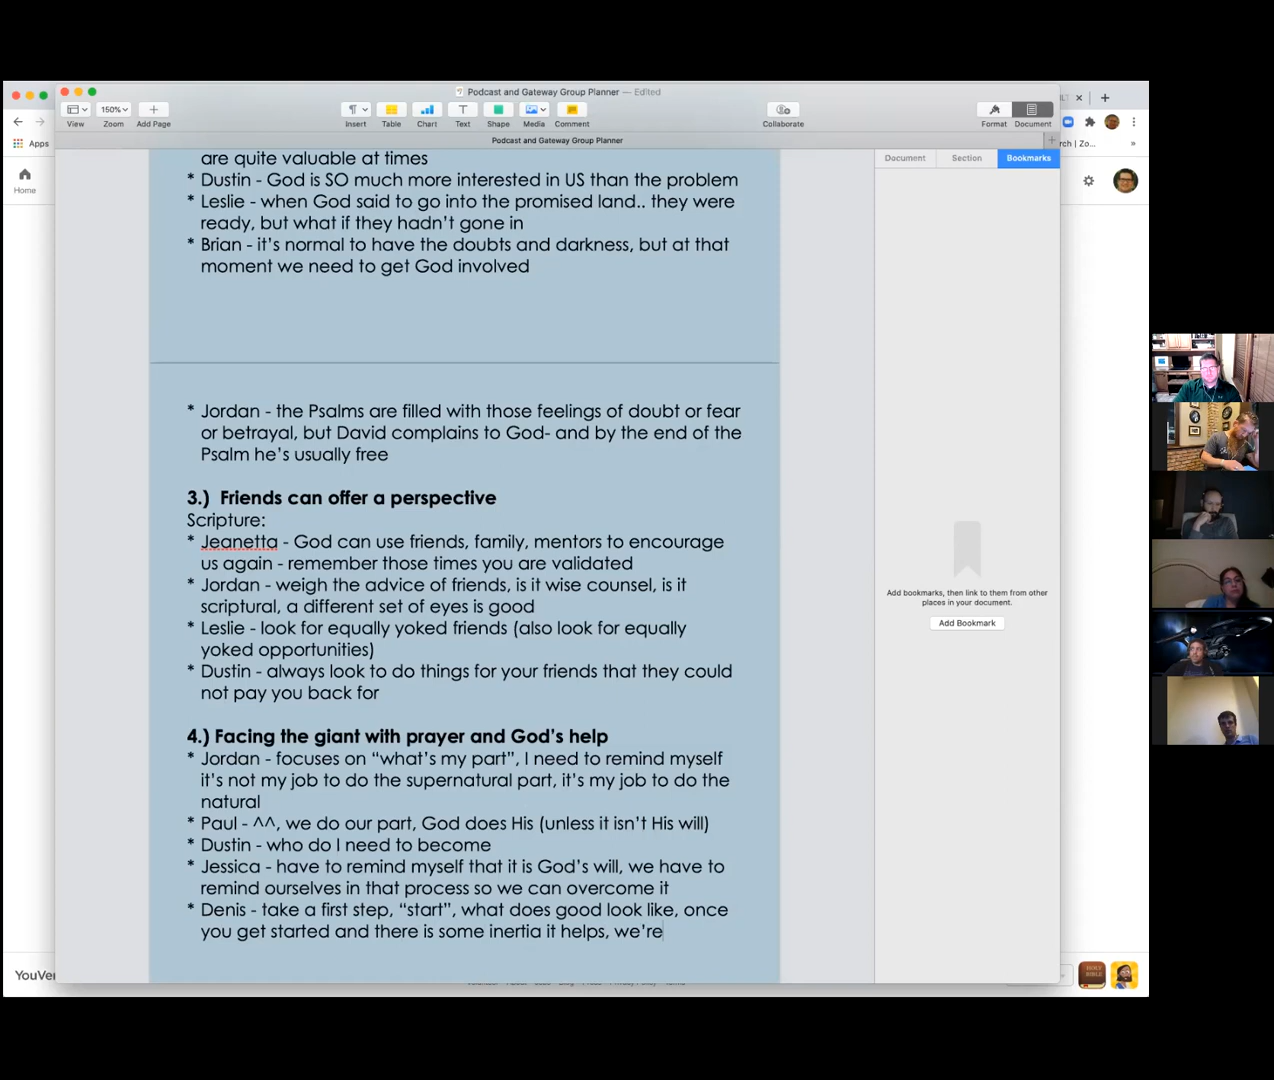 Podcast and Gateway Group Planner — Edited
150%
View
Zoom
Add Page
Insert
Table
Chart
Text
Shape
Media
Comment
Collaborate
Format
Document
Podcast and Gateway Group Planner
Apps
Home
Document
Section
Bookmarks
rch | Zo...
are quite valuable at times
* Dustin - God is SO much more interested in US than the problem
* Leslie - when God said to go into the promised land.. they were
ready, but what if they hadn't gone in
* Brian - it's normal to have the doubts and darkness, but at that
moment we need to get God involved
* Jordan - the Psalms are filled with those feelings of doubt or fear
or betrayal, but David complains to God- and by the end of the
Psalm he's usually free
3.) Friends can offer a perspective
Scripture:
* Jeanetta - God can use friends, family, mentors to encourage
us again - remember those times you are validated
* Jordan - weigh the advice of friends, is it wise counsel, is it
scriptural, a different set of eyes is good
* Leslie - look for equally yoked friends (also look for equally
yoked opportunities)
* Dustin - always look to do things for your friends that they could
not pay you back for
4.) Facing the giant with prayer and God's help
* Jordan - focuses on “what's my part”, I need to remind myself
it's not my job to do the supernatural part, it's my job to do the
natural
* Paul - ^^, we do our part, God does His (unless it isn't His will)
* Dustin - who do I need to become
* Jessica - have to remind myself that it is God's will, we have to
remind ourselves in that process so we can overcome it
* Denis - take a first step, “start”, what does good look like, once
you get started and there is some inertia it helps, we're
Add bookmarks, then link to them from other
places in your document.
Add Bookmark
YouVer
HOLY
BIBLE